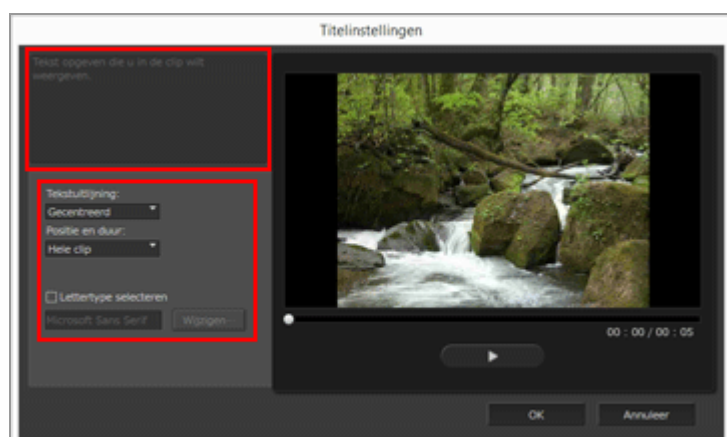 Titelinstellingen
Tekst opgeven die u in de clip wilt
weergeven.
Tekstuitlijning:
Gecentreerd
Positie en duur:
Hele clip
Lettertype selecteren
Microsoft Sans Serif
Wijzigen...
00 : 00 / 00 : 05
OK
Annuleer